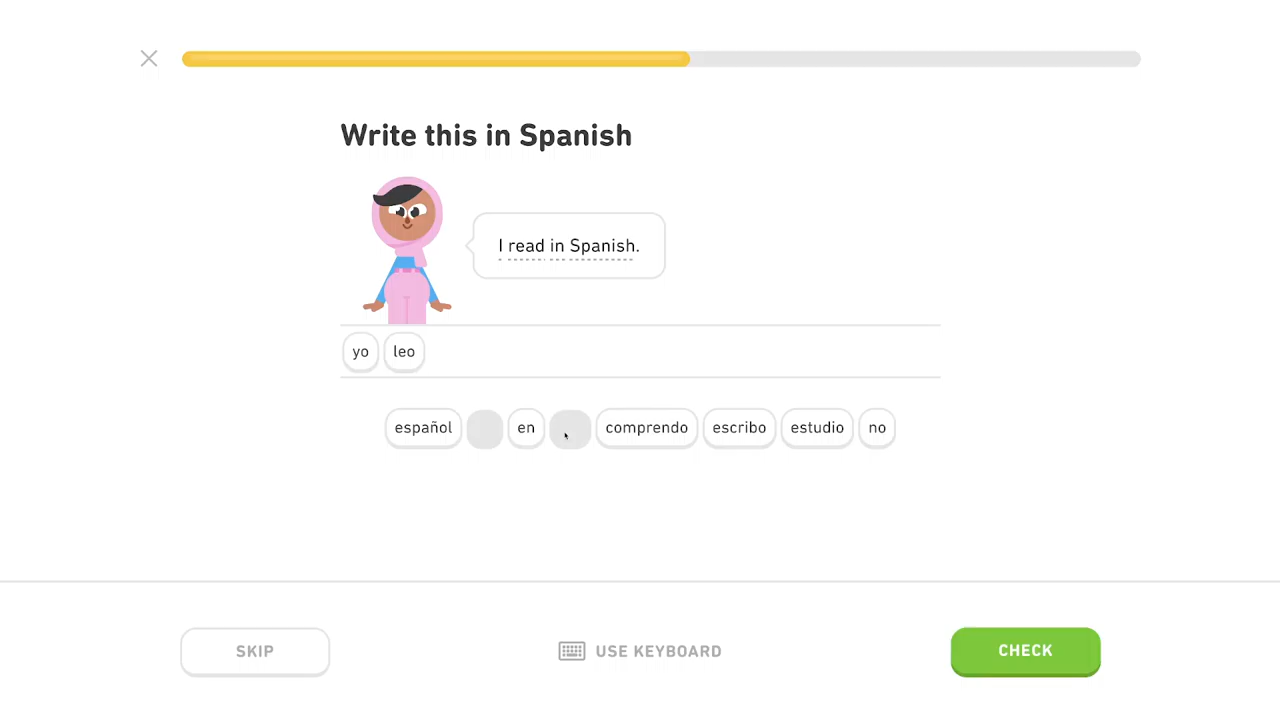 Write this in Spanish
I read in Spanish.
yo leo
español en comprendo escribo estudio no
SKIP USE KEYBOARD CHECK